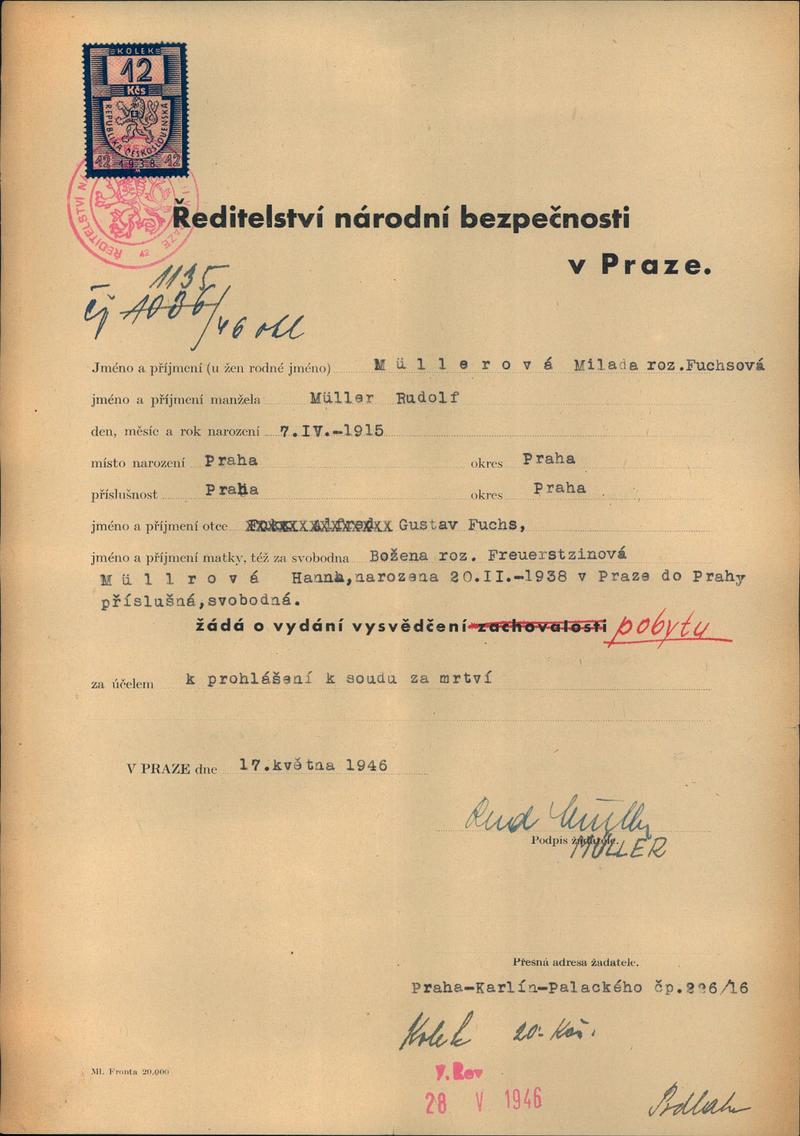 KOLEK
12
Kčs
REPUBLIKA ČESKOSLOVENSKÁ
12 1938 12
Ředitelství národní bezpečnosti
v Praze.
1135
čj 1036/46 
Jméno a příjmení (u žen rodné jméno) Müllerová Milada roz.Fuchsová
jméno a příjmení manžela Müller Rudolf
den, měsíc a rok narození 7.IV.-1915
místo narození Praha okres Praha
příslušnost Praha okres Praha
jméno a příjmení otce Gustav Fuchs,
jméno a příjmení matky, též za svobodna Božena roz. Freuerstzinová
Müllrová Hanna,narozena 20.II.-1938 v Praze do Prahy
příslušná,svobodná.
žádá o vydání vysvědčení zachovalosti pobytu
za účelem k prohlášení k soudu za mrtví
V PRAZE dne 17.května 1946
Podpis žadatele.
MÜLLER
Přesná adresa žadatele.
Praha-Karlín-Palackého čp.226/16
Kolek 20.- Kčs.
Ml. Fronta 20.000
V. Rev
28 V 1946